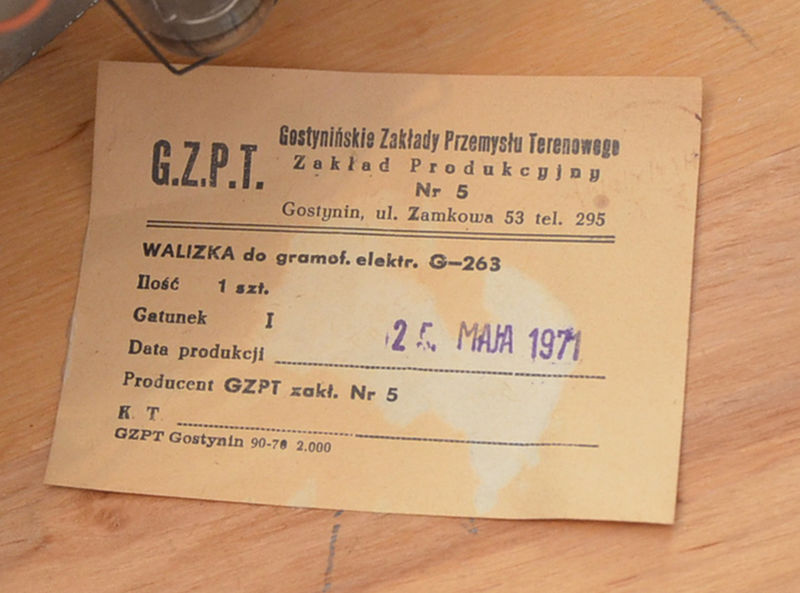 G.Z.P.T.
Gostynińskie Zakłady Przemysłu Terenowego
Zakład Produkcyjny
Nr 5
Gostynin, ul. Zamkowa 53 tel. 295
WALIZKA do gramof. elektr. G-263
Ilość 1 szt.
Gatunek I
Data produkcji 25. MAJA 1971
Producent GZPT zakł. Nr 5
K T
GZPT Gostynin 90-70 2.000